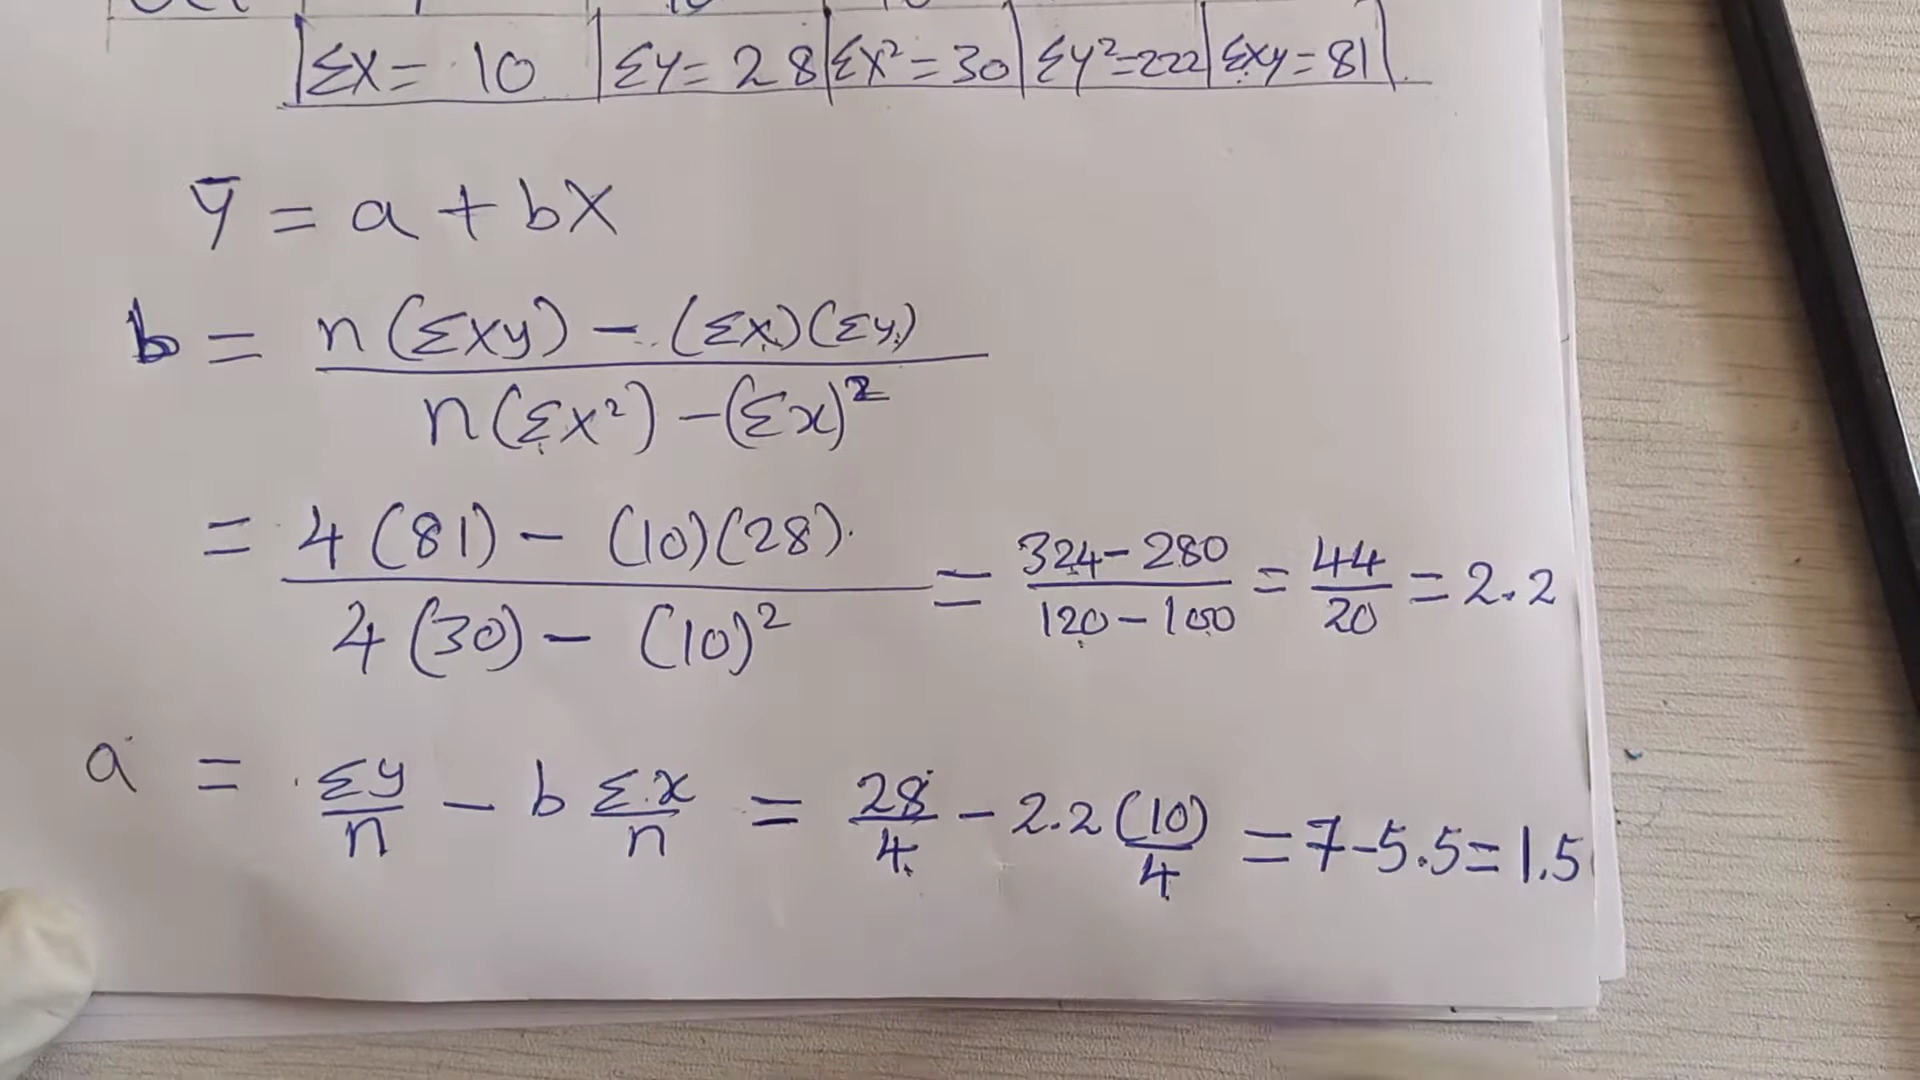 ΣX = 10 ΣY = 28 ΣX² = 30 ΣY² = 222 ΣXY = 81
Ȳ = a + bX
b = n(ΣXY) - (ΣX)(ΣY) / n(ΣX²) - (Σx)²
= 4(81) - (10)(28) / 4(30) - (10)² = 324 - 280 / 120 - 100 = 44/20 = 2.2
a = Σy/n - b Σx/n = 28/4 - 2.2 (10)/4 = 7 - 5.5 = 1.5